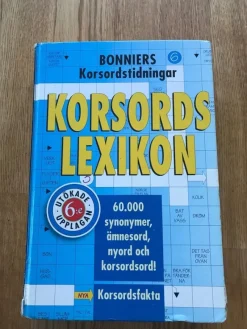 BONNIERS
Korsordstidningar
KORSORDS
LEXIKON
UTÖKADE
6:e
UPPLAGAN
60.000
synonymer,
ämnesord,
nyord och
korsordsord!
NYA
Korsordsfakta